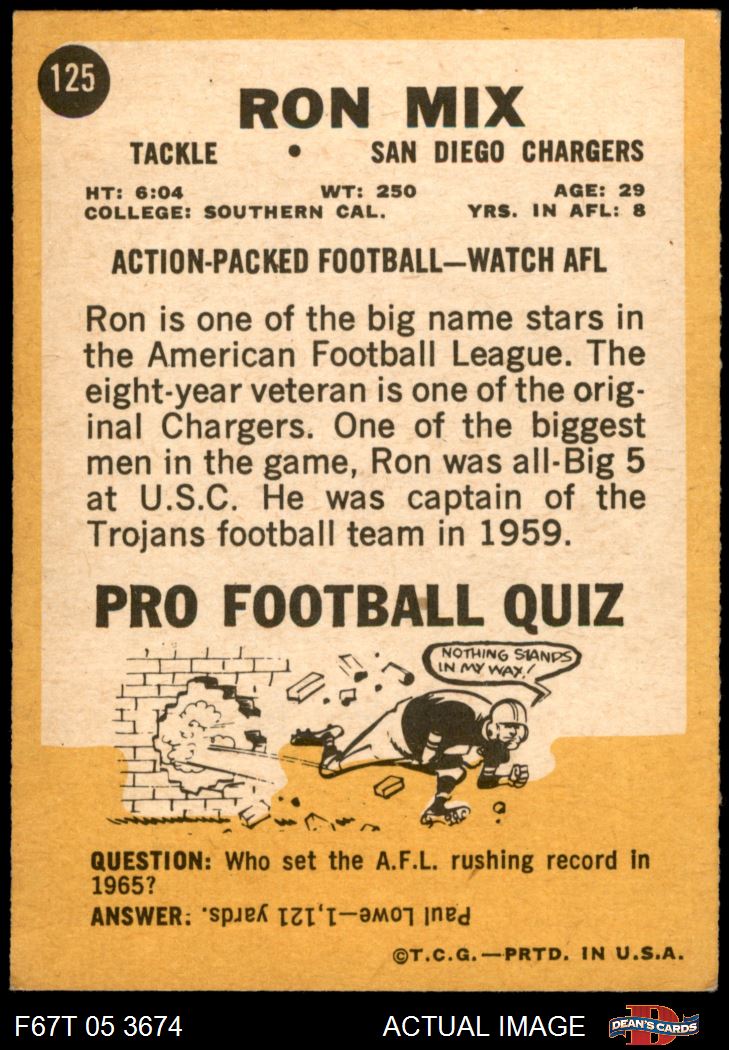 125
RON MIX
TACKLE • SAN DIEGO CHARGERS
HT: 6:04 WT: 250 AGE: 29
COLLEGE: SOUTHERN CAL. YRS. IN AFL: 8
ACTION-PACKED FOOTBALL—WATCH AFL
Ron is one of the big name stars in
the American Football League. The
eight-year veteran is one of the orig-
inal Chargers. One of the biggest
men in the game, Ron was all-Big 5
at U.S.C. He was captain of the
Trojans football team in 1959.
PRO FOOTBALL QUIZ
NOTHING STANDS
IN MY WAY!
QUESTION: Who set the A.F.L. rushing record in
1965?
ANSWER: Paul Lowe—1,121 yards.
©T.C.G.—PRTD. IN U.S.A.
F67T 05 3674 ACTUAL IMAGE D DEAN'S CARDS